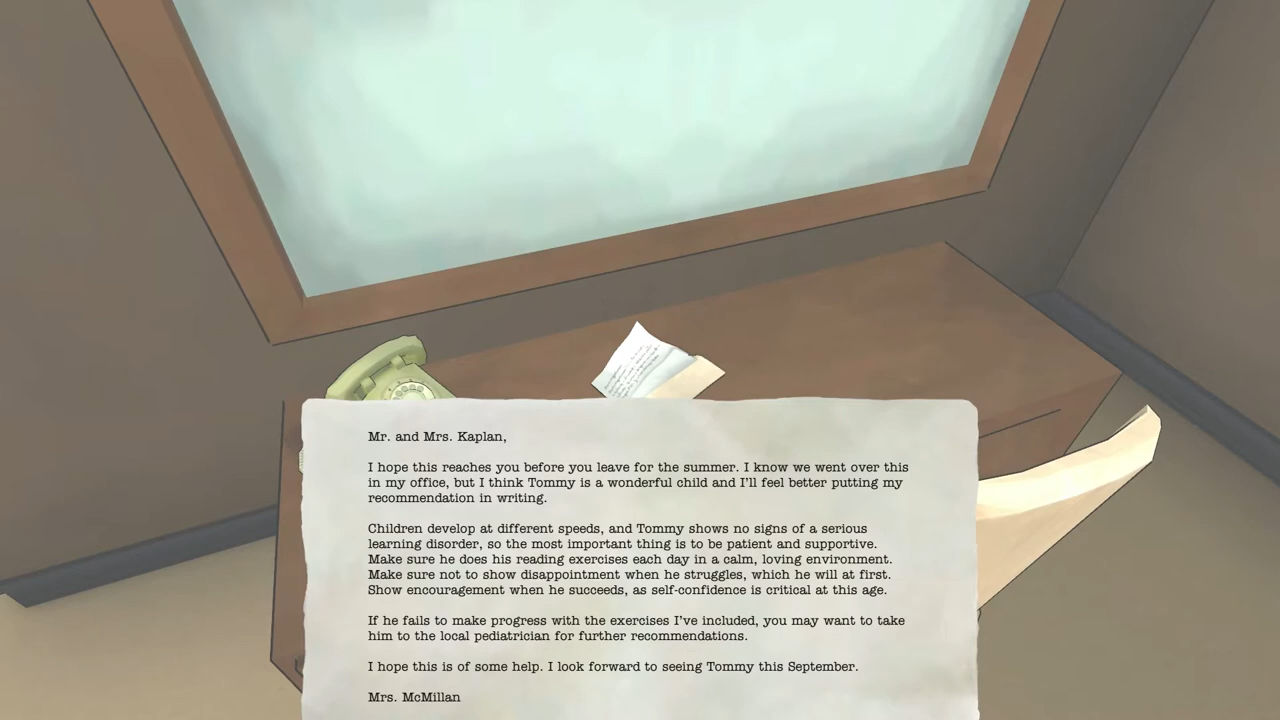 Mr. and Mrs. Kaplan,
I hope this reaches you before you leave for the summer. I know we went over this
in my office, but I think Tommy is a wonderful child and I'll feel better putting my
recommendation in writing.
Children develop at different speeds, and Tommy shows no signs of a serious
learning disorder, so the most important thing is to be patient and supportive.
Make sure he does his reading exercises each day in a calm, loving environment.
Make sure not to show disappointment when he struggles, which he will at first.
Show encouragement when he succeeds, as self-confidence is critical at this age.
If he fails to make progress with the exercises I've included, you may want to take
him to the local pediatrician for further recommendations.
I hope this is of some help. I look forward to seeing Tommy this September.
Mrs. McMillan